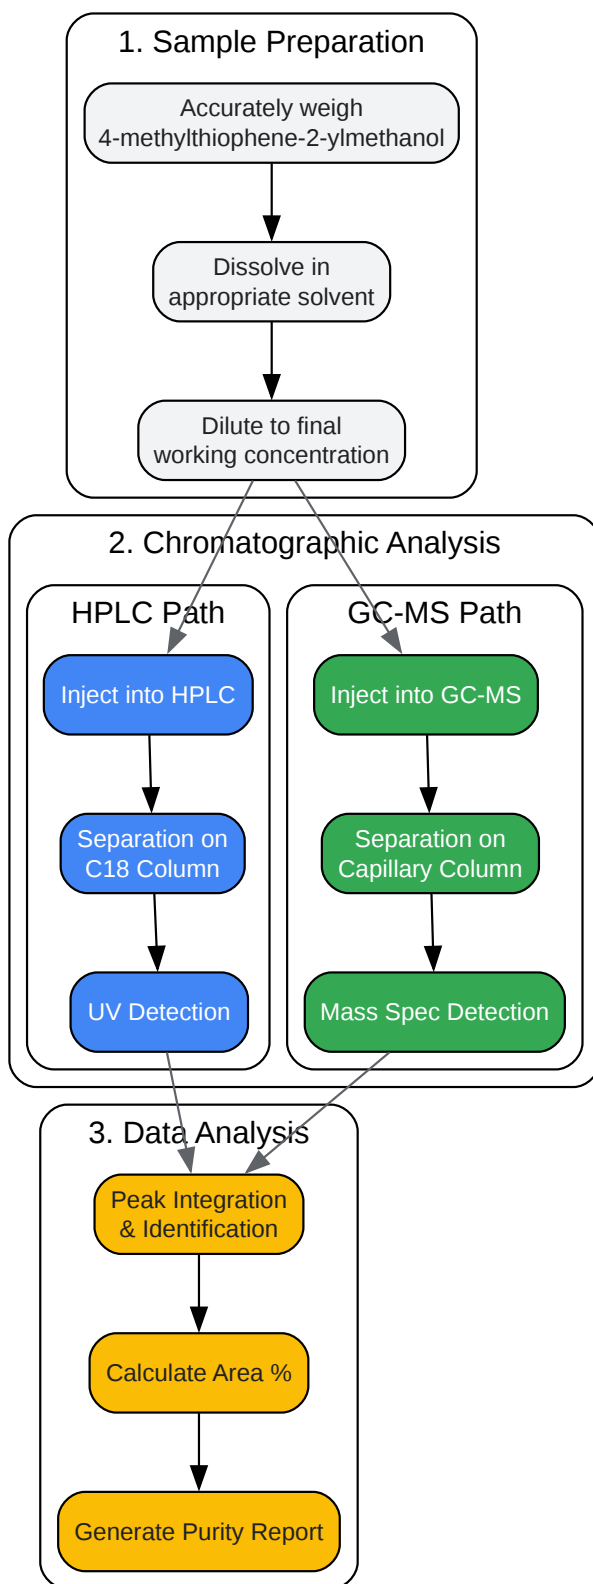 1. Sample Preparation
Accurately weigh
4-methylthiophene-2-ylmethanol
Dissolve in
appropriate solvent
Dilute to final
working concentration
2. Chromatographic Analysis
HPLC Path
Inject into HPLC
Separation on
C18 Column
UV Detection
GC-MS Path
Inject into GC-MS
Separation on
Capillary Column
Mass Spec Detection
3. Data Analysis
Peak Integration
& Identification
Calculate Area %
Generate Purity Report